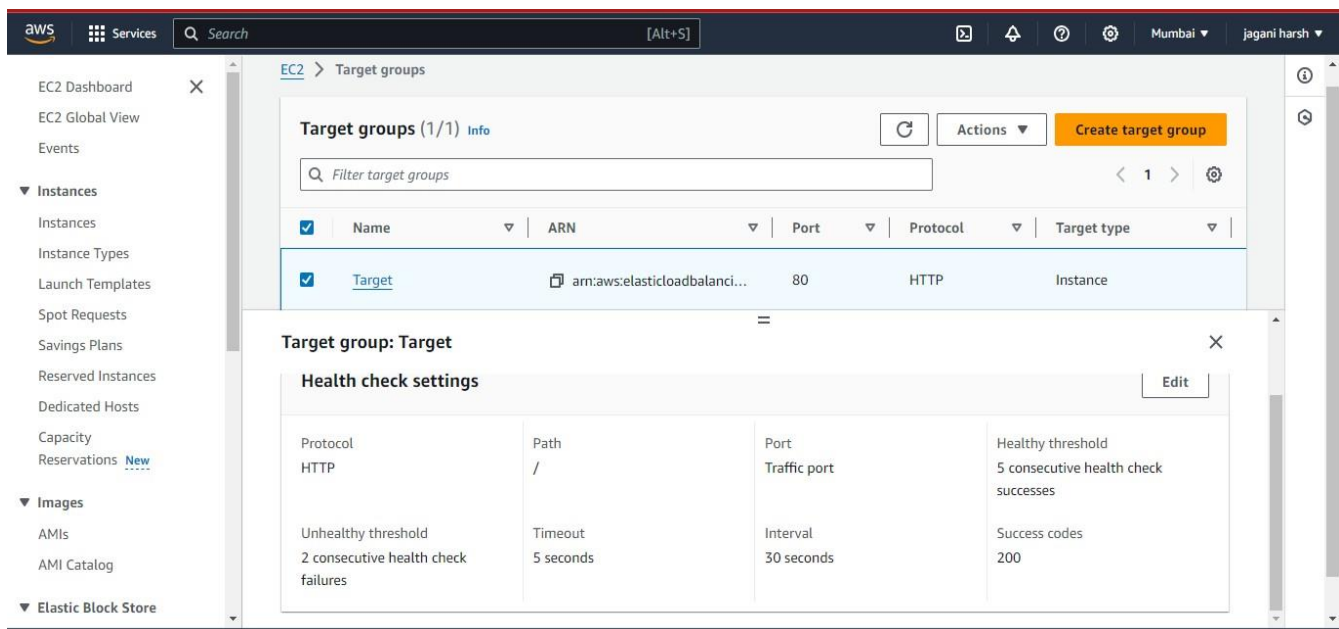 aws Services Search [Alt+S] Mumbai ▼ jagani harsh ▼
EC2 Dashboard
EC2 Global View
Events
Instances
Instances
Instance Types
Launch Templates
Spot Requests
Savings Plans
Reserved Instances
Dedicated Hosts
Capacity
Reservations New
Images
AMIs
AMI Catalog
Elastic Block Store
EC2 > Target groups
Target groups (1/1) Info Actions ▼ Create target group
Filter target groups < 1 >
Name ARN Port Protocol Target type
Target arn:aws:elasticloadbalanci... 80 HTTP Instance
Target group: Target
Health check settings Edit
Protocol Path Port Healthy threshold
HTTP / Traffic port 5 consecutive health check
successes
Unhealthy threshold Timeout Interval Success codes
2 consecutive health check 5 seconds 30 seconds 200
failures